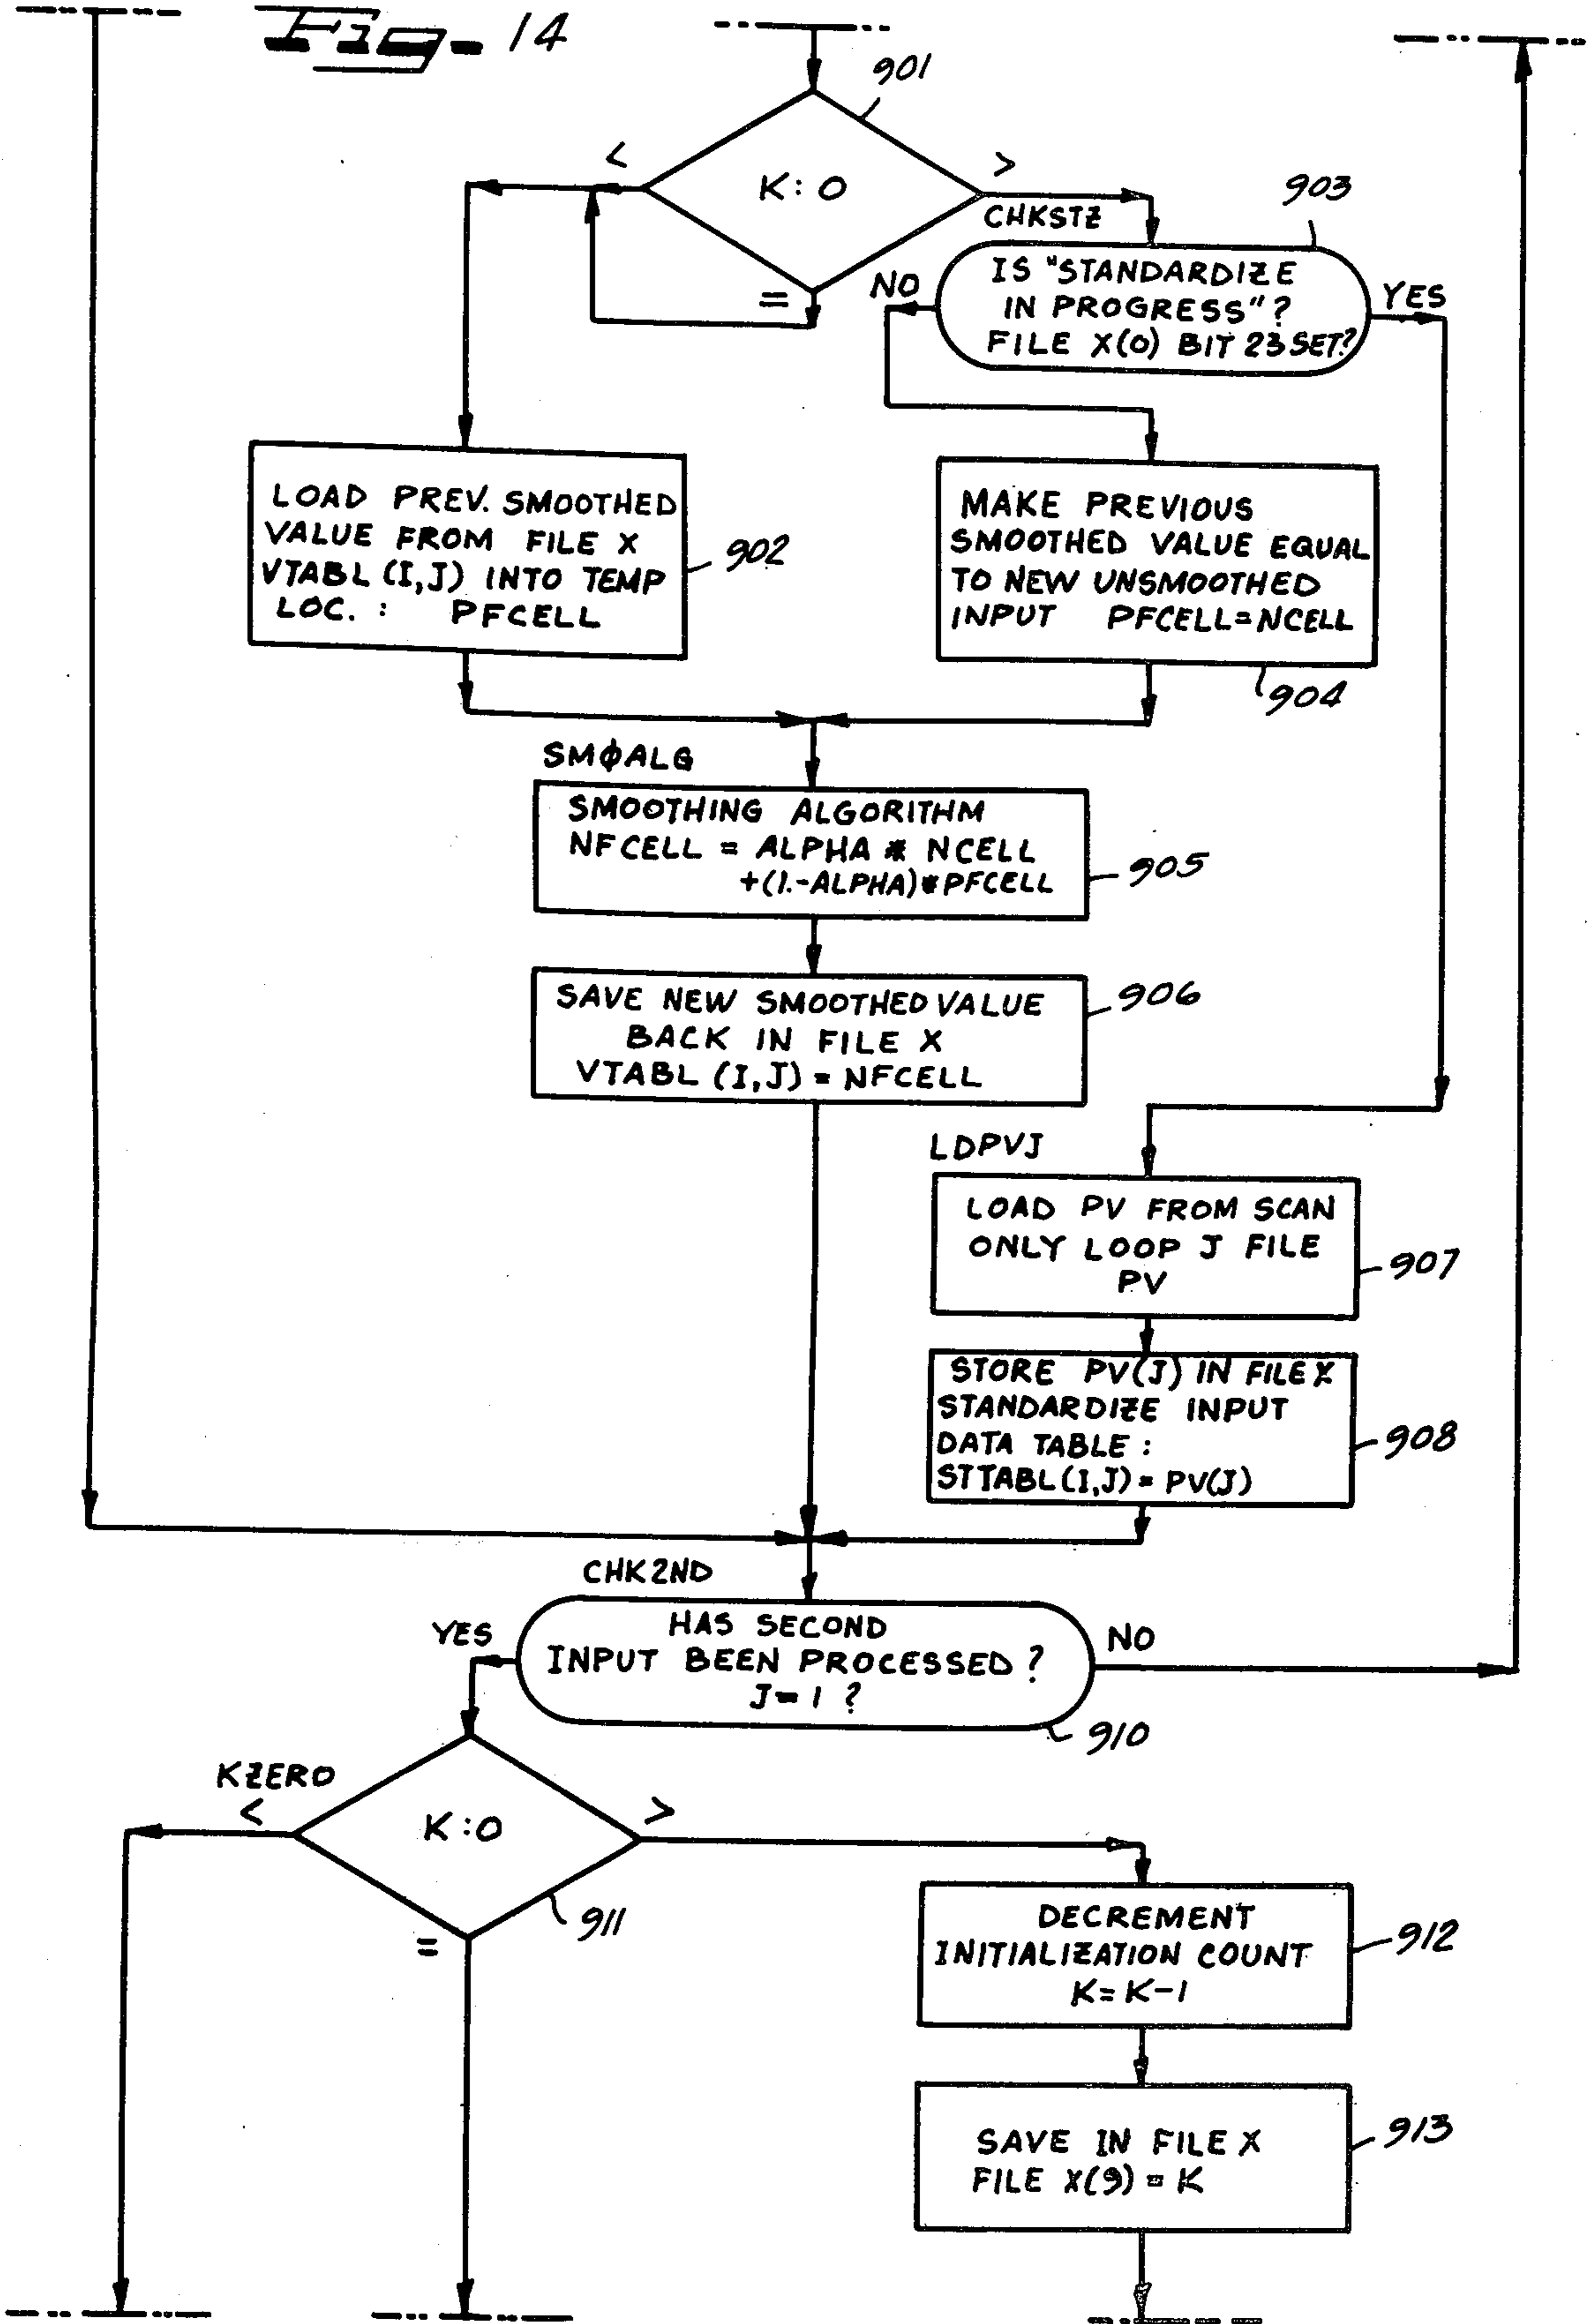 Fig-14
901
<
K:0
>
CHKSTZ
903
=
NO
IS "STANDARDIZE
IN PROGRESS"?
FILE X(0) BIT 23 SET?
YES
LOAD PREV. SMOOTHED
VALUE FROM FILE X
VTABL (I,J) INTO TEMP
LOC. : PFCELL
902
MAKE PREVIOUS
SMOOTHED VALUE EQUAL
TO NEW UNSMOOTHED
INPUT PFCELL=NCELL
904
SMϕALG
SMOOTHING ALGORITHM
NFCELL = ALPHA * NCELL
+(1.-ALPHA)*PFCELL
905
SAVE NEW SMOOTHED VALUE
BACK IN FILE X
VTABL (I,J) = NFCELL
906
LDPVJ
LOAD PV FROM SCAN
ONLY LOOP J FILE
PV
907
STORE PV(J) IN FILE X
STANDARDIZE INPUT
DATA TABLE :
STTABL(I,J) = PV(J)
908
CHK2ND
YES
HAS SECOND
INPUT BEEN PROCESSED ?
J=1 ?
NO
910
KZERO
<
K:0
>
=
911
DECREMENT
INITIALIZATION COUNT
K=K-1
912
SAVE IN FILE X
FILE X(9) = K
913